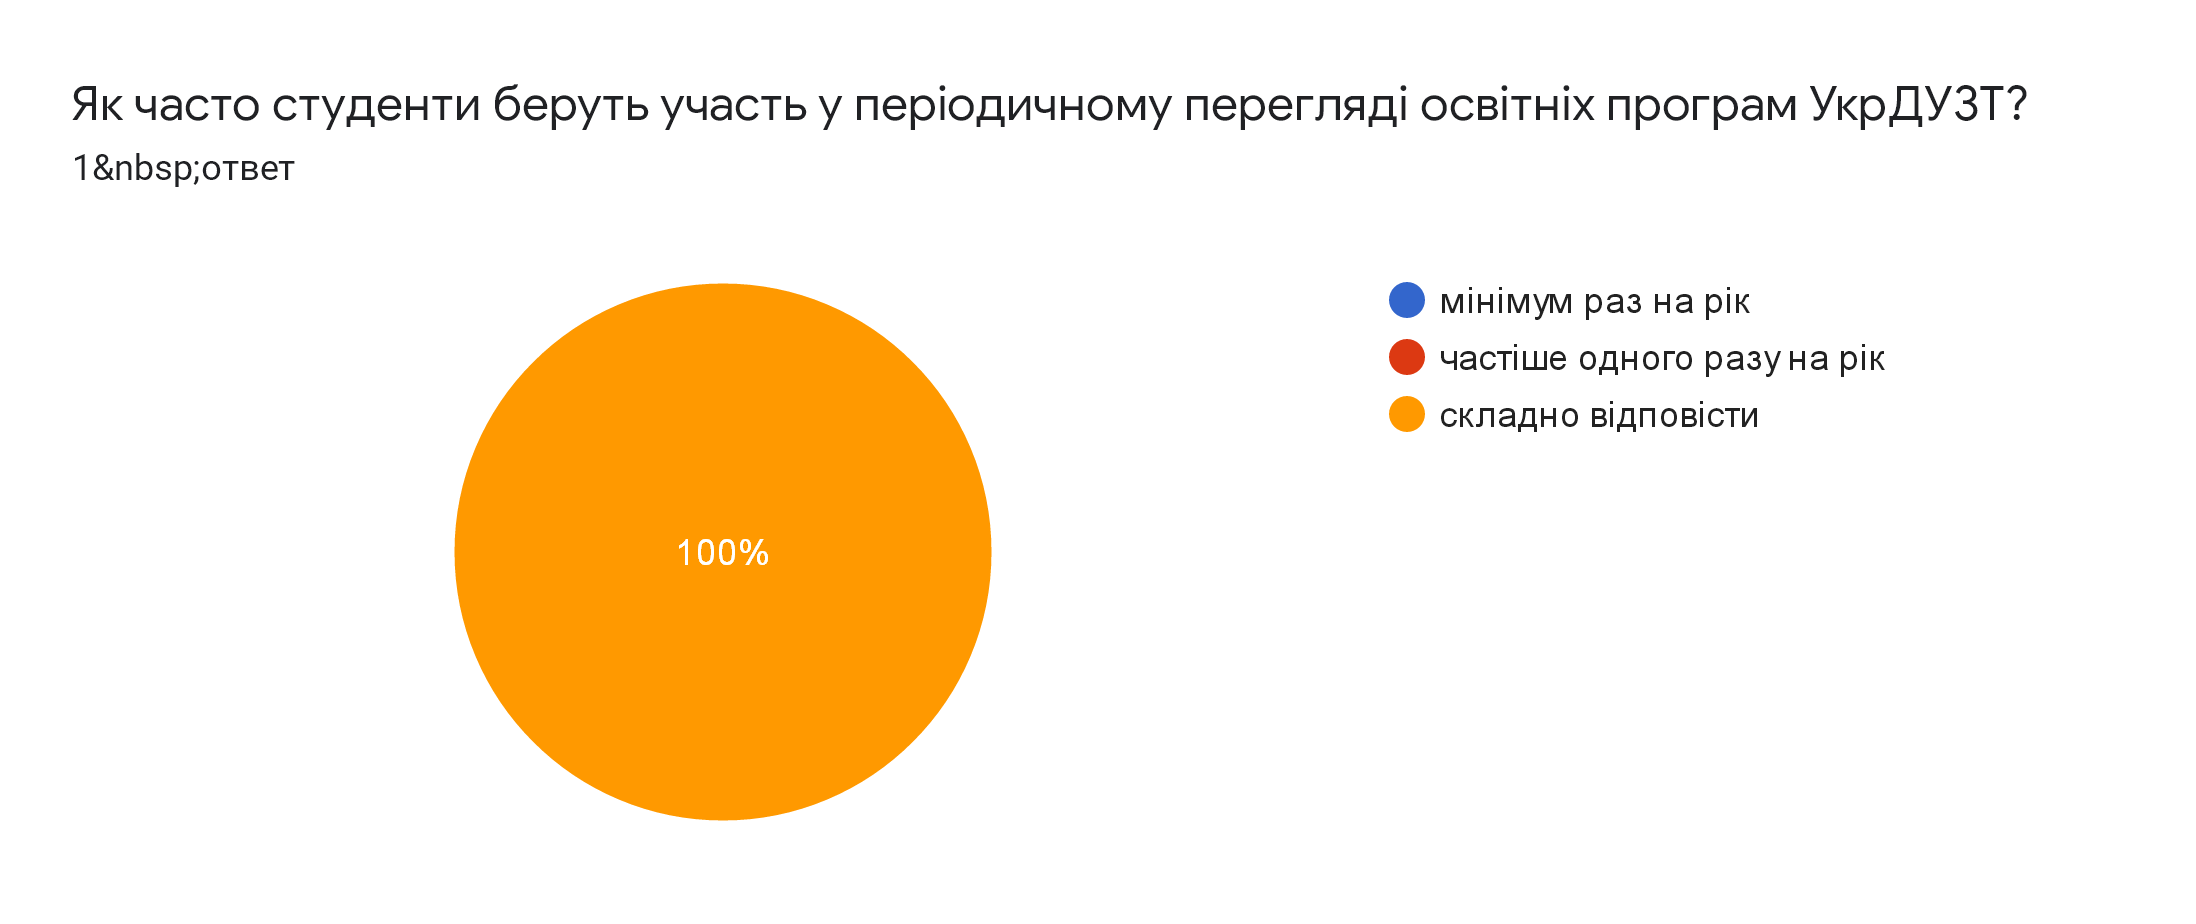 Як часто студенти беруть участь у періодичному перегляді освітніх програм УкрДУЗТ?
1&nbsp;ответ
мінімум раз на рік
частіше одного разу на рік
складно відповісти
100%